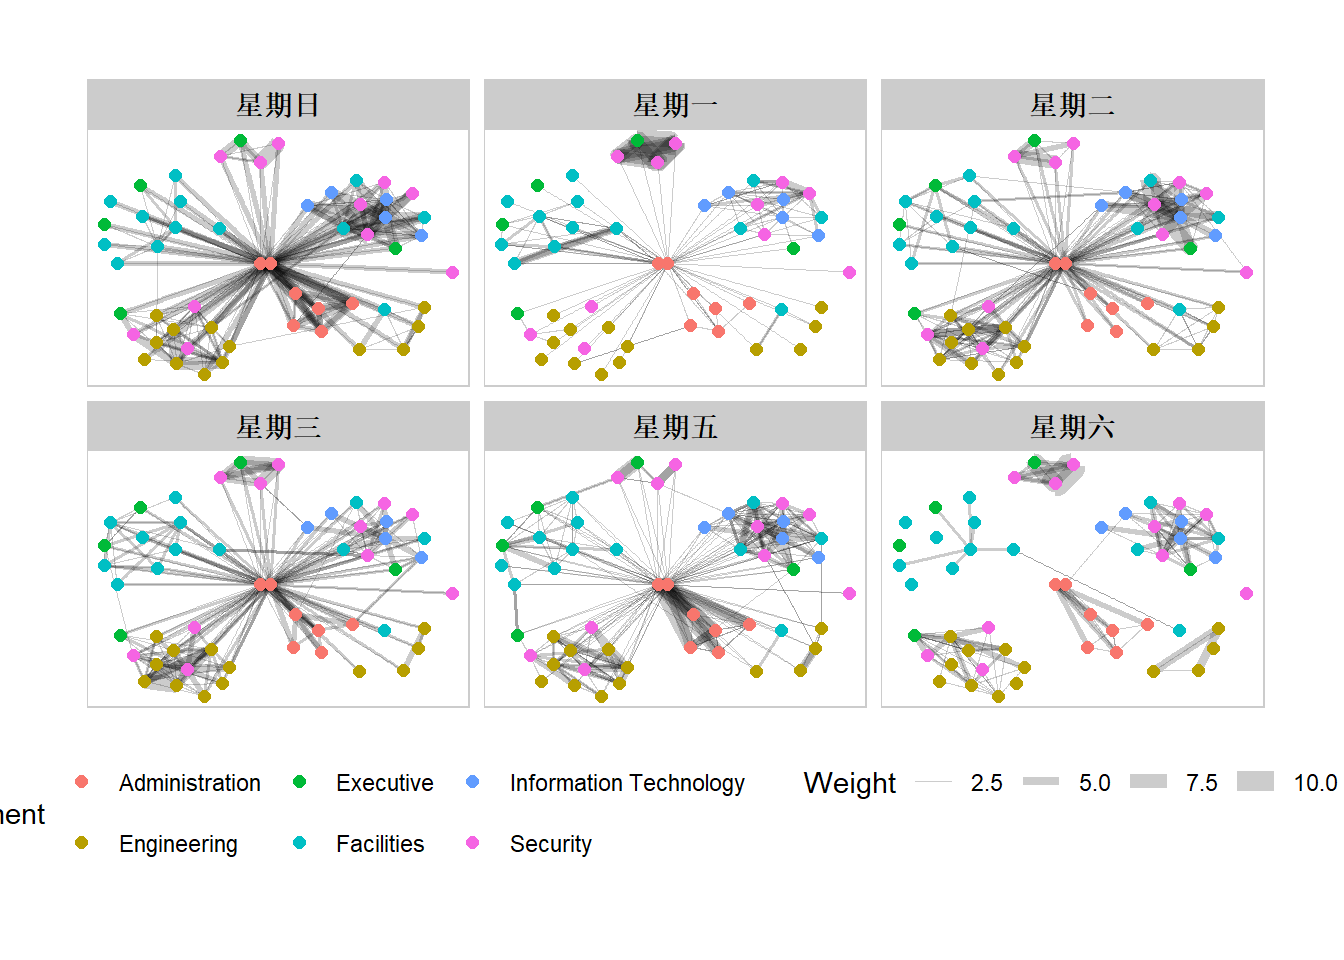 星期日
星期一
星期二
星期三
星期五
星期六
Administration
Executive
Information Technology
Weight
2.5
5.0
7.5
10.0
nent
Engineering
Facilities
Security